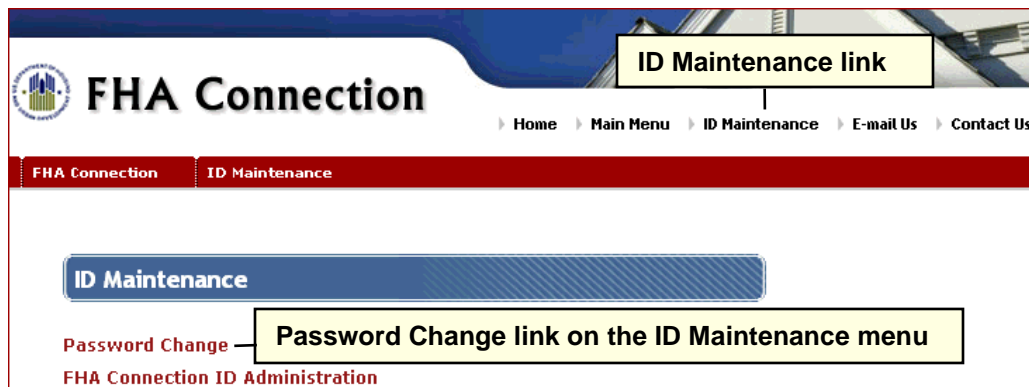 ID Maintenance link
FHA Connection
Home Main Menu ID Maintenance E-mail Us Contact Us
FHA Connection ID Maintenance
ID Maintenance
Password Change
Password Change link on the ID Maintenance menu
FHA Connection ID Administration